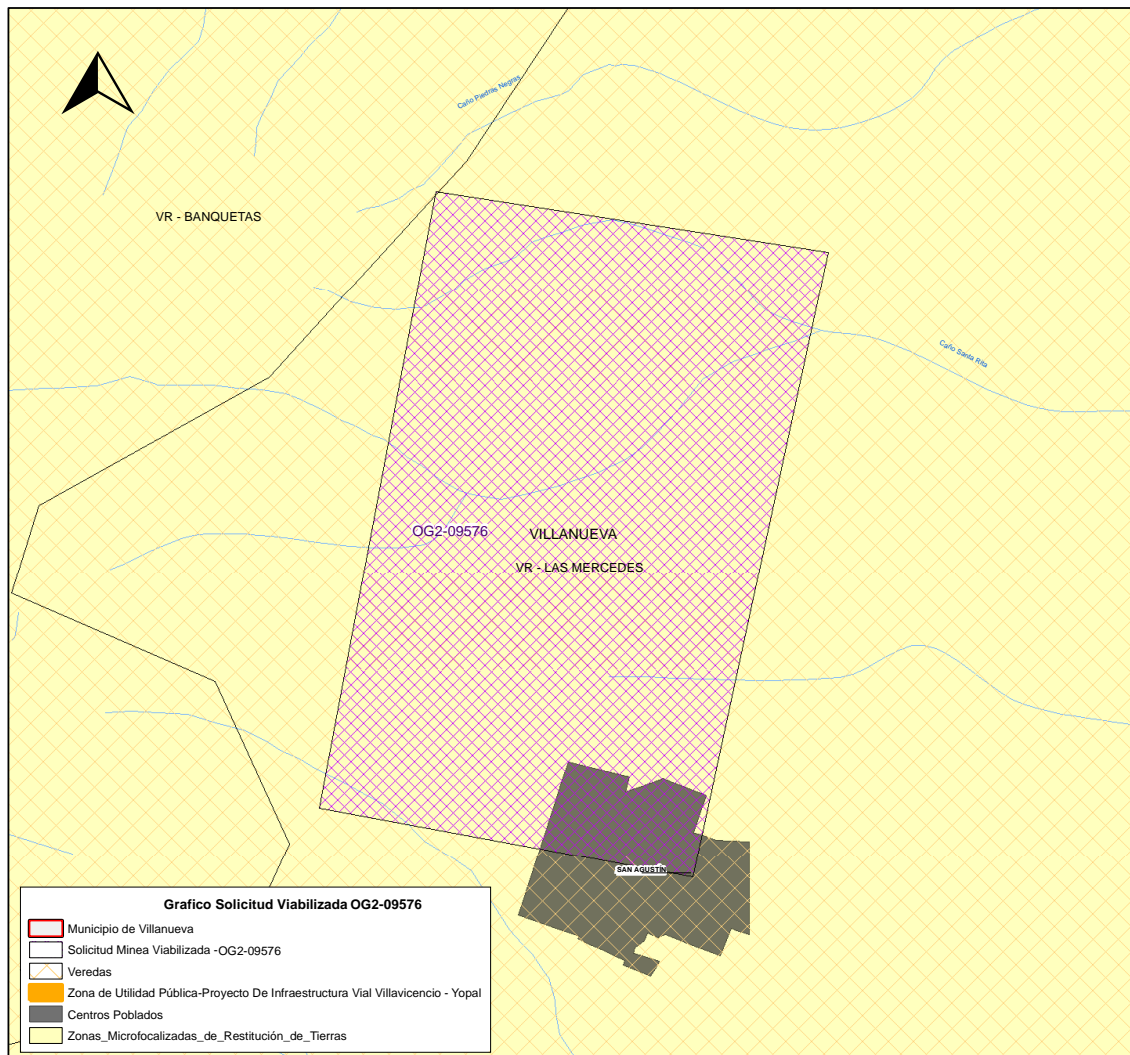 Caño Piedras Negras
VR - BANQUETAS
Caño Santa Rita
OG2-09576
VILLANUEVA
VR - LAS MERCEDES
SAN AGUSTÍN
Grafico Solicitud Viabilizada OG2-09576
Municipio de Villanueva
Solicitud Minea Viabilizada -OG2-09576
Veredas
Zona de Utilidad Pública-Proyecto De Infraestructura Vial Villavicencio - Yopal
Centros Poblados
Zonas_Microfocalizadas_de_Restitución_de_Tierras